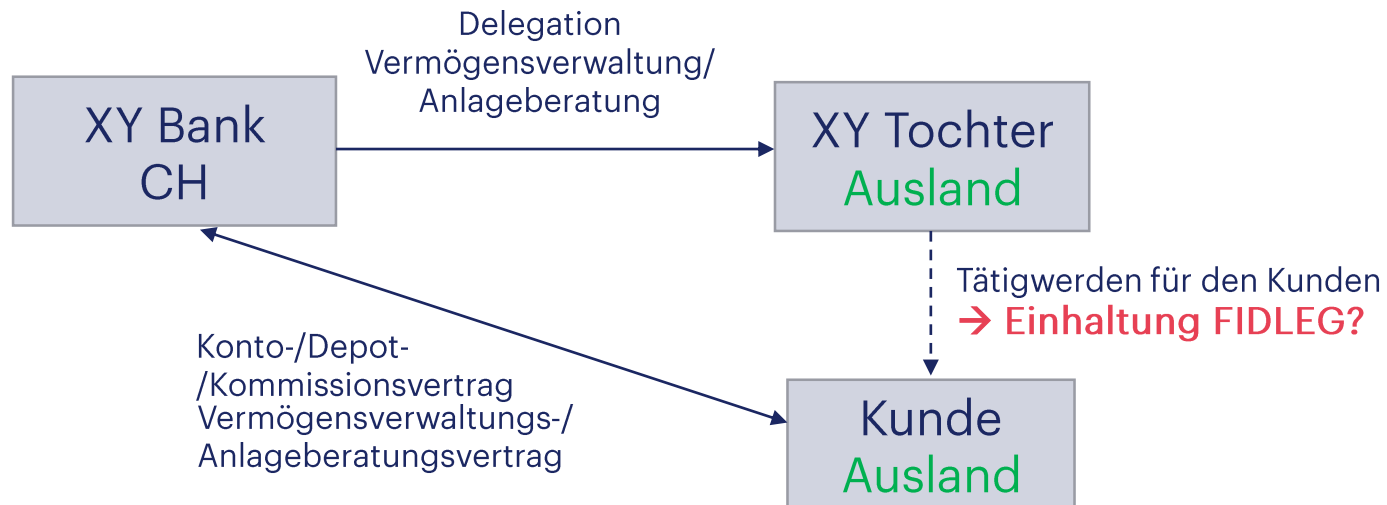 Delegation
Vermögensverwaltung/
Anlageberatung
XY Bank
CH
XY Tochter
Ausland
Tätigwerden für den Kunden
→ Einhaltung FIDLEG?
Konto-/Depot-
/Kommissionsvertrag
Vermögensverwaltungs-/
Anlageberatungsvertrag
Kunde
Ausland